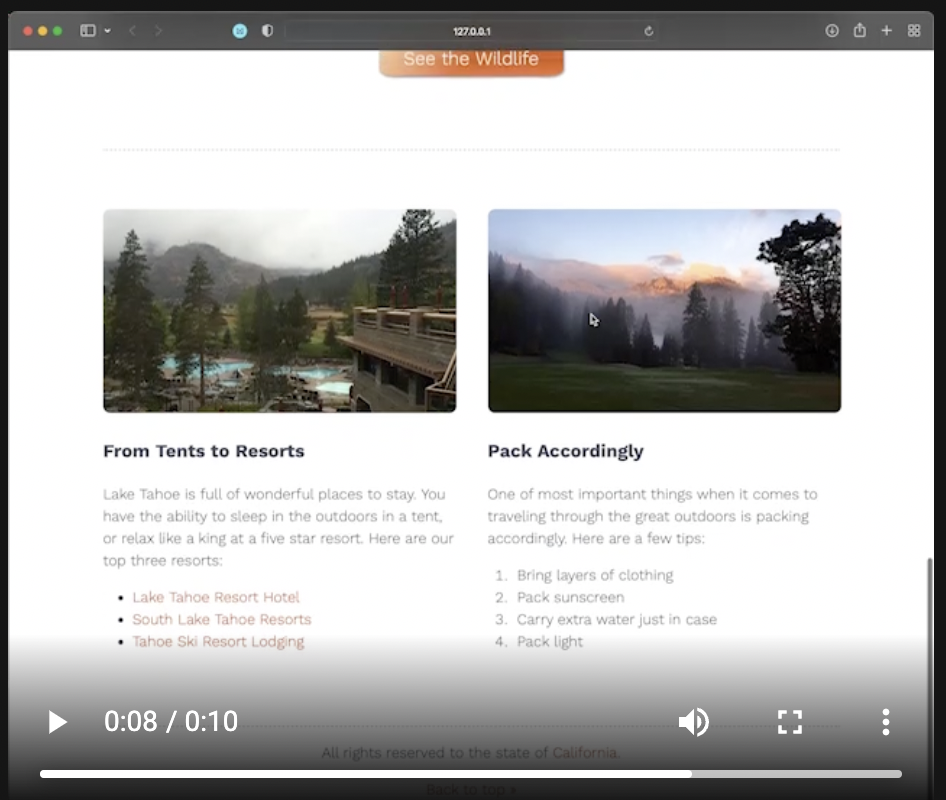 127.0.0.1
See the Wildlife
From Tents to Resorts
Lake Tahoe is full of wonderful places to stay. You
have the ability to sleep in the outdoors in a tent,
or relax like a king at a five star resort. Here are our
top three resorts:
• Lake Tahoe Resort Hotel
• South Lake Tahoe Resorts
• Tahoe Ski Resort Lodging
Pack Accordingly
One of most important things when it comes to
traveling through the great outdoors is packing
accordingly. Here are a few tips:
1. Bring layers of clothing
2. Pack sunscreen
3. Carry extra water just in case
4. Pack light
0:08 / 0:10
All rights reserved to the state of California.
Back to top